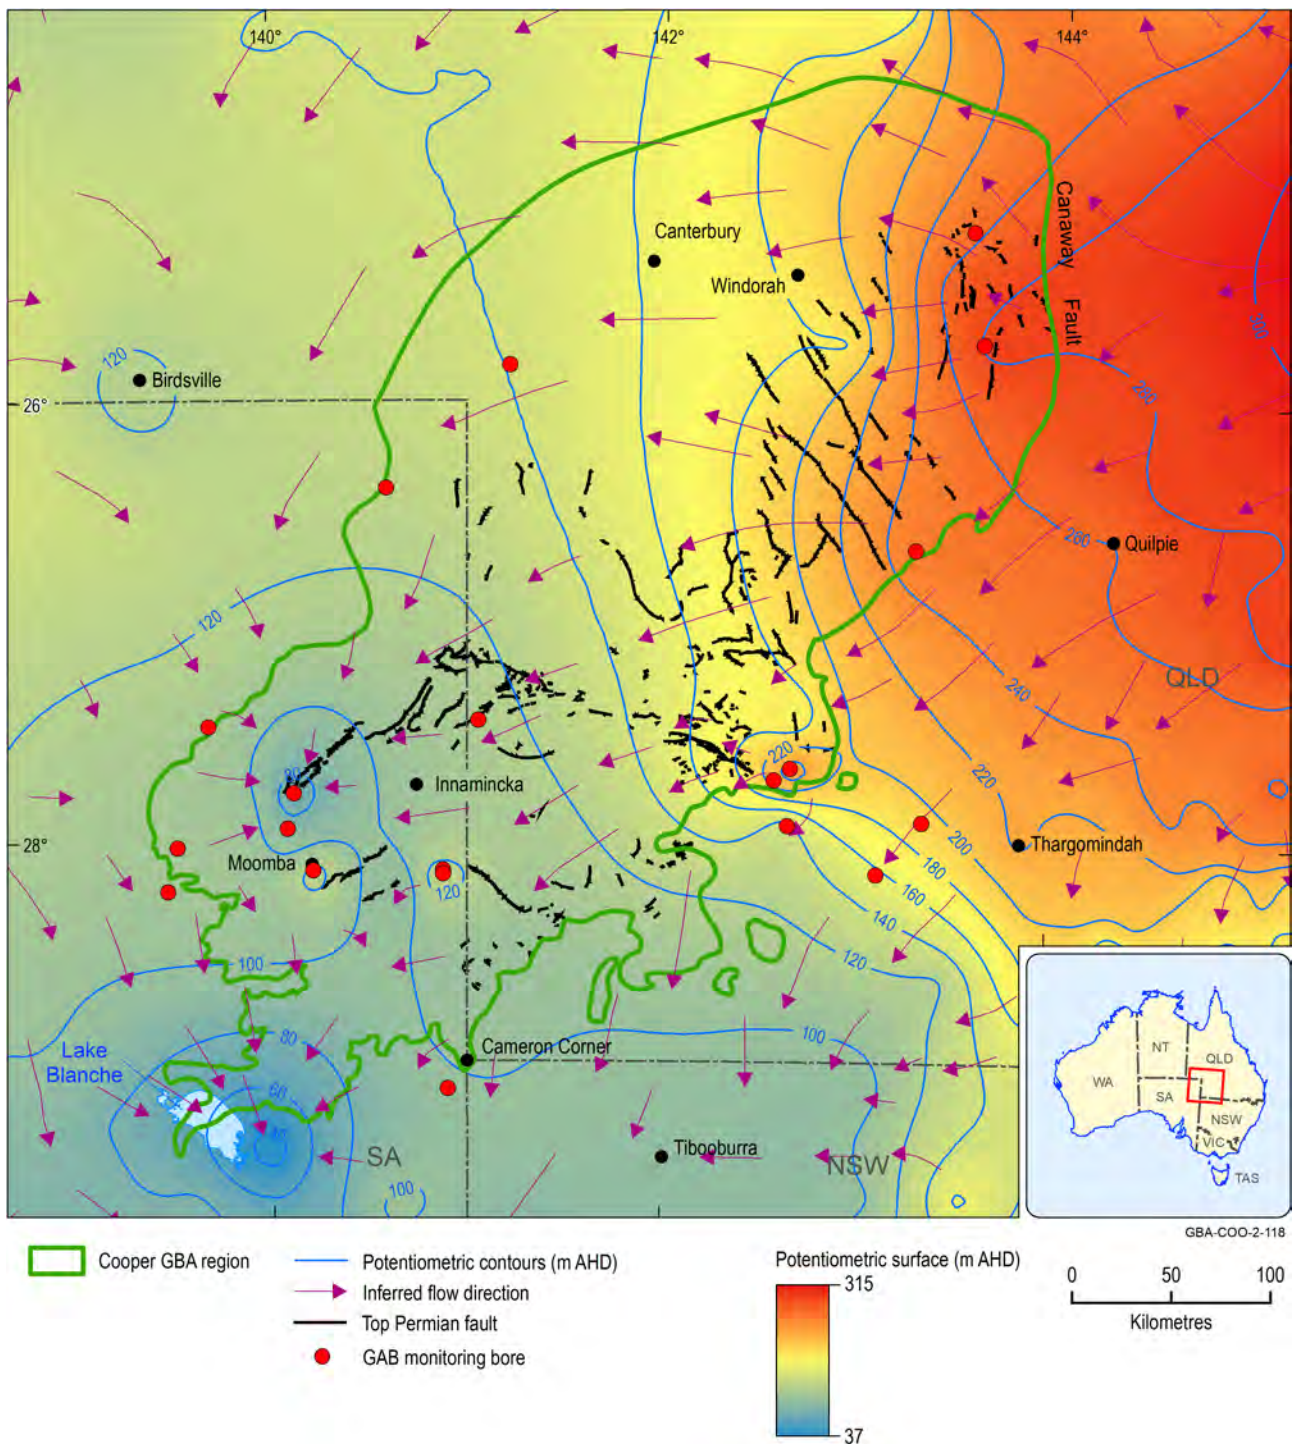 140°
142°
144°
Canaway
Fault
Canterbury
Windorah
300
120
Birdsville
280
26°
260
Quilpie
120
QLD
240
220
80
220
Innamincka
200
28°
Moomba
Thargomindah
180
120
160
140
100
120
100
80
Cameron Corner
Lake
Blanche
60
Tibooburra
SA
NSW
100
NT
QLD
WA
SA
NSW
VIC
TAS
GBA-COO-2-118
Cooper GBA region
Potentiometric contours (m AHD)
Inferred flow direction
Top Permian fault
GAB monitoring bore
Potentiometric surface (m AHD)
315
37
0 50 100
Kilometres